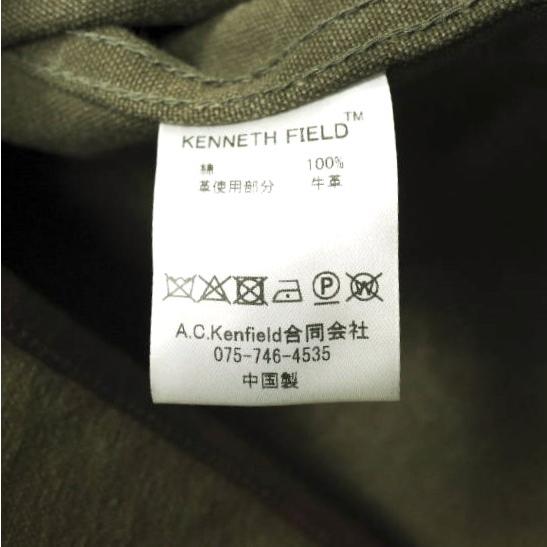 KENNETH FIELD™
綿 100%
革使用部分 牛革
P W
A.C.Kenfield合同会社
075-746-4535
中国製